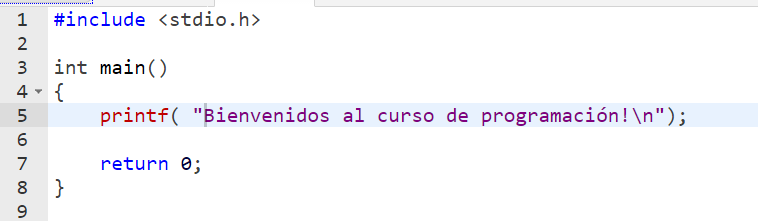 1 #include <stdio.h>
2
3 int main()
4 {
5     printf( "Bienvenidos al curso de programación!\n");
6
7     return 0;
8 }
9